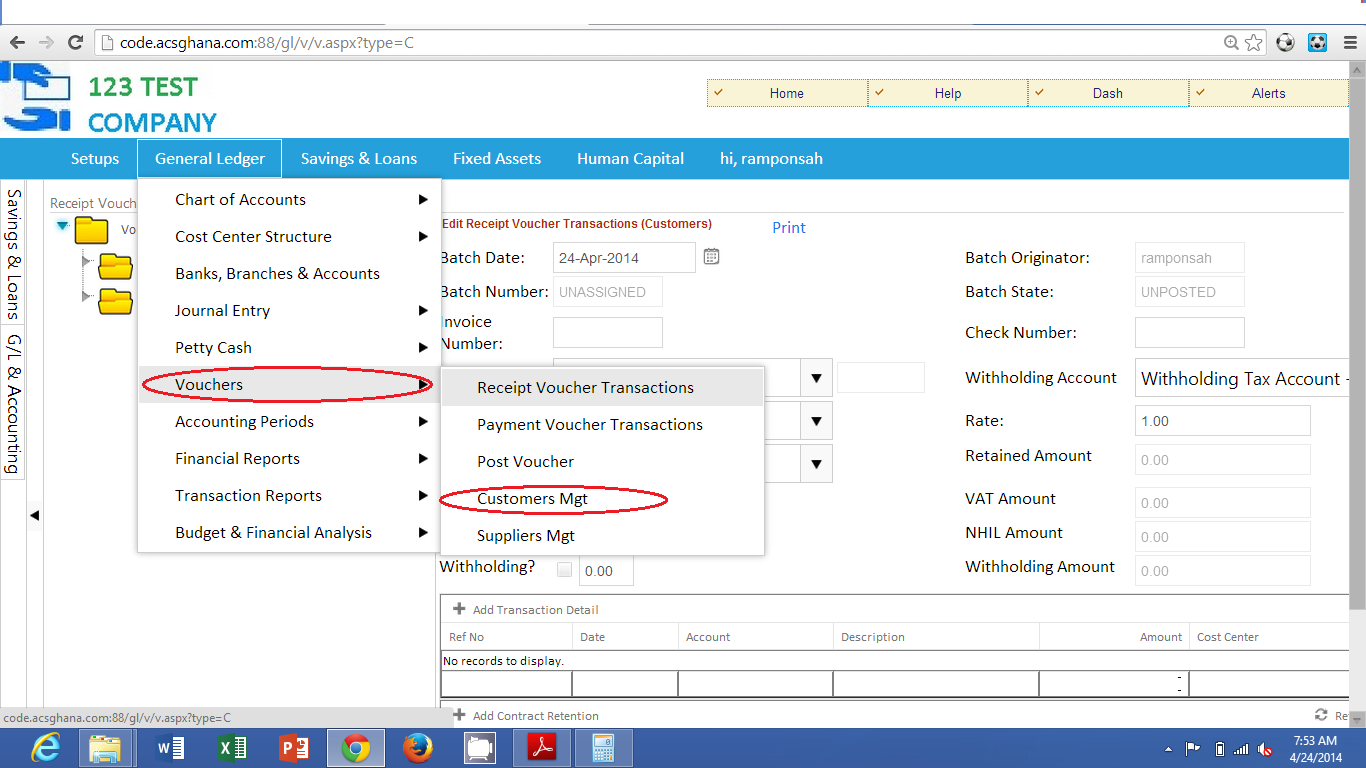 code.acsghana.com:88/gl/v/v.aspx?type=C
123 TEST
COMPANY
Home
Help
Dash
Alerts
Setups
General Ledger
Savings & Loans
Fixed Assets
Human Capital
hi, ramponsah
Savings & Loans
G/L & Accounting
Receipt Vouch
Vo
Chart of Accounts
Cost Center Structure
Banks, Branches & Accounts
Journal Entry
Petty Cash
Vouchers
Accounting Periods
Financial Reports
Transaction Reports
Budget & Financial Analysis
Receipt Voucher Transactions
Payment Voucher Transactions
Post Voucher
Customers Mgt
Suppliers Mgt
Edit Receipt Voucher Transactions (Customers)
Print
Batch Date: 24-Apr-2014
Batch Originator: ramponsah
Batch Number: UNASSIGNED
Batch State: UNPOSTED
Invoice
Number:
Check Number:
Withholding Account Withholding Tax Account -
Rate: 1.00
Retained Amount 0.00
VAT Amount 0.00
NHIL Amount 0.00
Withholding? 0.00
Withholding Amount 0.00
Add Transaction Detail
Ref No Date Account Description Amount Cost Center
No records to display.
-
-
Add Contract Retention
Re
code.acsghana.com:88/gl/v/v.aspx?type=C
7:53 AM
4/24/2014